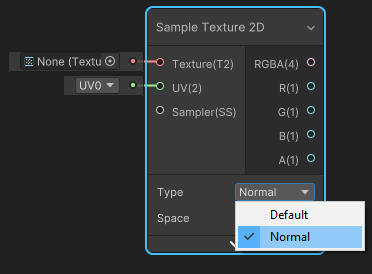 Sample Texture 2D
None (Textu
Texture(T2)
RGBA(4)
UV0
UV(2)
R(1)
Sampler(SS)
G(1)
B(1)
A(1)
Type
Normal
Space
Default
Normal